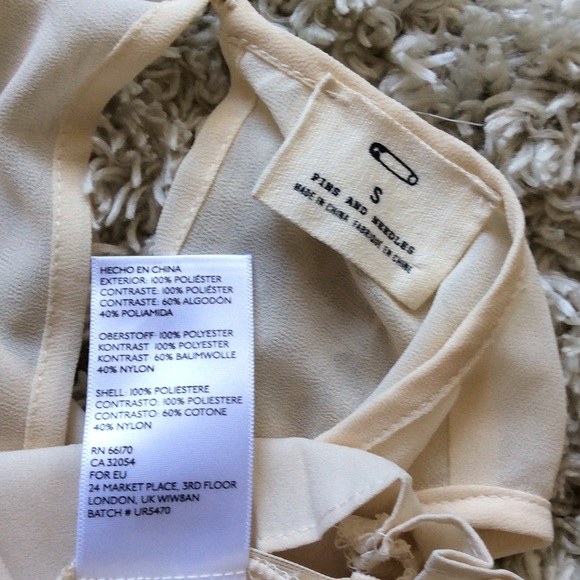 S
PINS AND NEEDLES
MADE IN CHINA FABRIQUE EN CHINE
HECHO EN CHINA
EXTERIOR: 100% POLIÉSTER
CONTRASTE: 100% POLIÉSTER
CONTRASTE: 60% ALGODÓN
40% POLIAMIDA
OBERSTOFF: 100% POLYESTER
KONTRAST: 100% POLYESTER
KONTRAST: 60% BAUMWOLLE
40% NYLON
SHELL: 100% POLIESTERE
CONTRASTO: 100% POLIESTERE
CONTRASTO: 60% COTONE
40% NYLON
RN 66170
CA 32054
FOR EU
24 MARKET PLACE, 3RD FLOOR
LONDON, UK W1W8AN
BATCH # UR5470